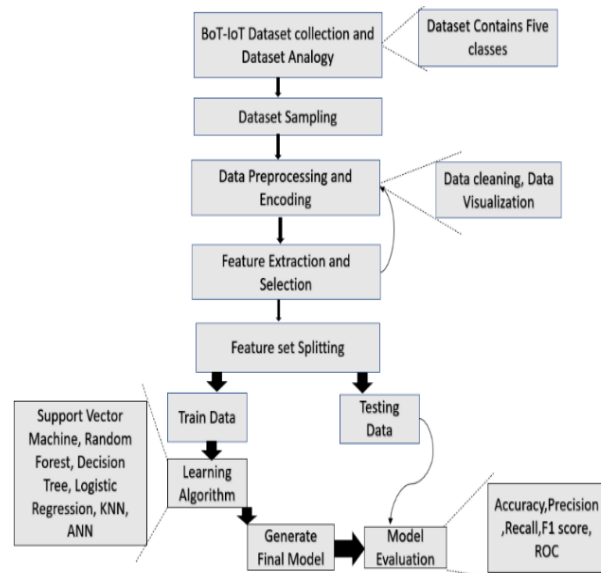 BoT-IoT Dataset collection and
Dataset Analogy
Dataset Contains Five
classes
Dataset Sampling
Data Preprocessing and
Encoding
Data cleaning, Data
Visualization
Feature Extraction and
Selection
Feature set Splitting
Train Data
Testing
Data
Support Vector
Machine, Random
Forest, Decision
Tree, Logistic
Regression, KNN,
ANN
Learning
Algorithm
Generate
Final Model
Model
Evaluation
Accuracy,Precision
,Recall,F1 score,
ROC